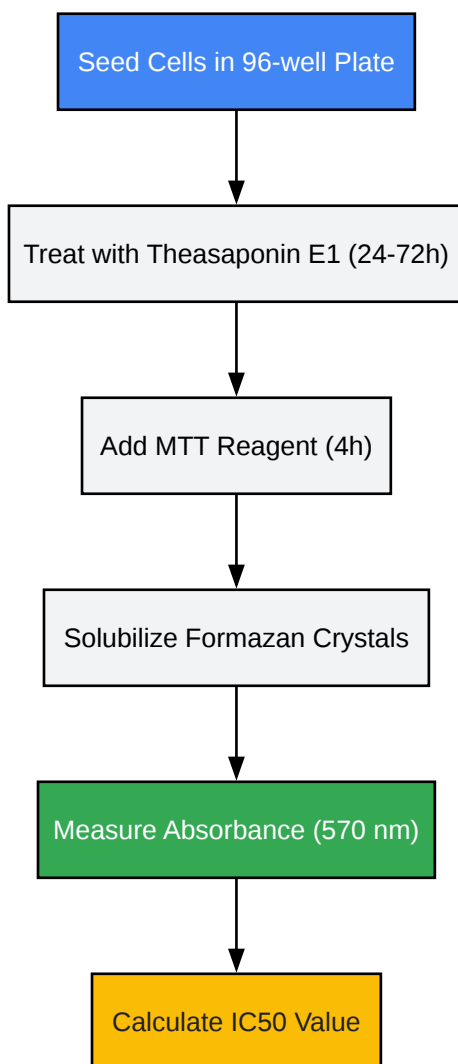 Seed Cells in 96-well Plate
Treat with Theasaponin E1 (24-72h)
Add MTT Reagent (4h)
Solubilize Formazan Crystals
Measure Absorbance (570 nm)
Calculate IC50 Value